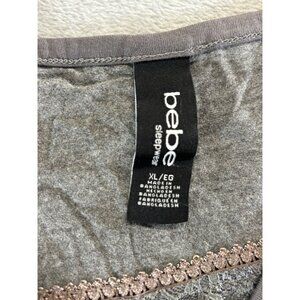 bebe
sleepwear
XL/EG
MADE IN
BANGLADESH
HECHO EN
BANGLADESH
FABRIQUÉ EN
BANGLADESH